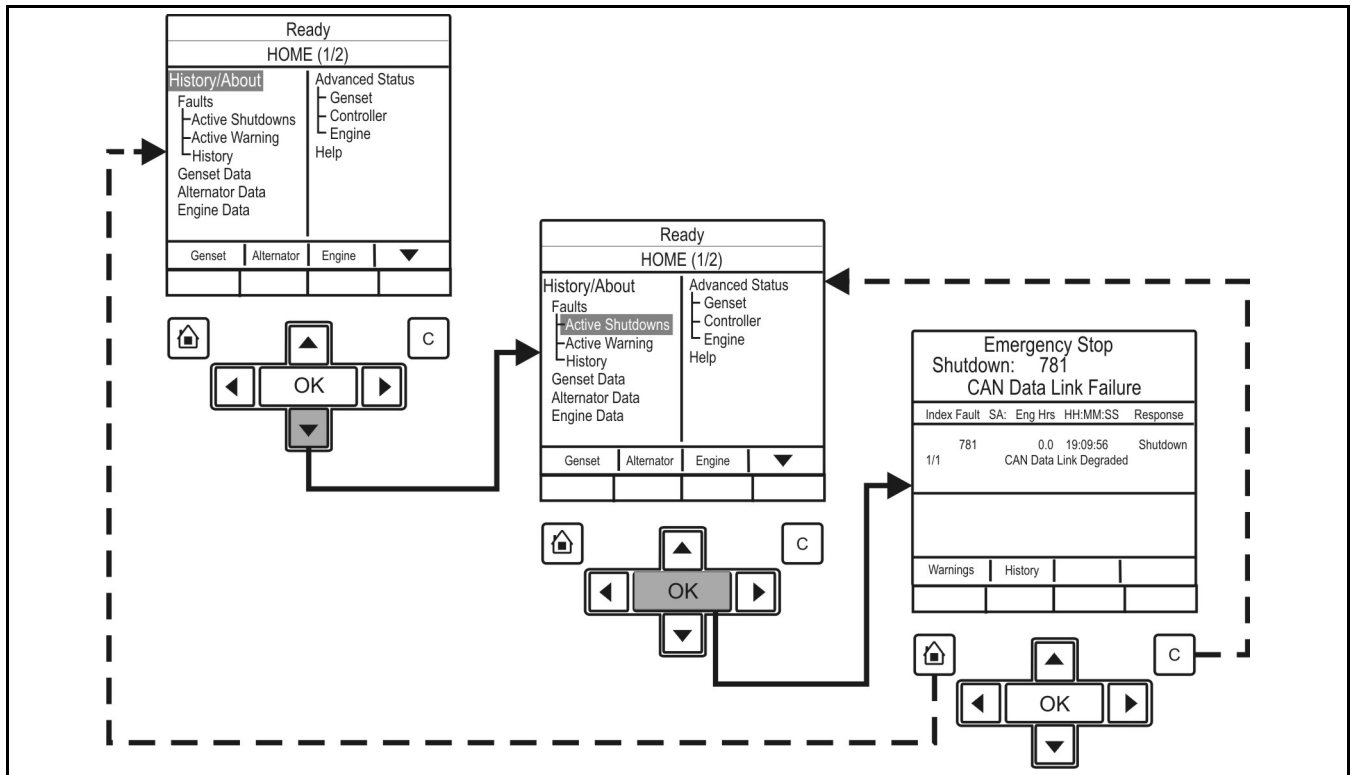 Ready
HOME (1/2)
History/About
Faults
Active Shutdowns
Active Warning
History
Genset Data
Alternator Data
Engine Data
Advanced Status
Genset
Controller
Engine
Help
Genset Alternator Engine
C
OK
Ready
HOME (1/2)
History/About
Faults
Active Shutdowns
Active Warning
History
Genset Data
Alternator Data
Engine Data
Advanced Status
Genset
Controller
Engine
Help
Genset Alternator Engine
C
OK
Emergency Stop
Shutdown: 781
CAN Data Link Failure
Index Fault SA: Eng Hrs HH:MM:SS Response
781 0.0 19:09:56 Shutdown
1/1 CAN Data Link Degraded
Warnings History
C
OK